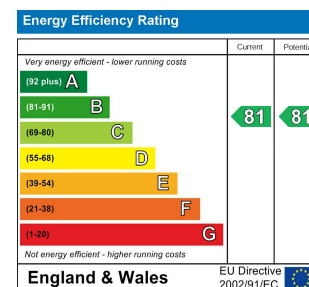 Energy Efficiency Rating
Current Potentia
Very energy efficient - lower running costs
(92 plus) A
(81-91) B
81 81
(69-80) C
(55-68) D
(39-54) E
(21-38) F
(1-20) G
Not energy efficient - higher running costs
England & Wales
EU Directive
2002/91/EC